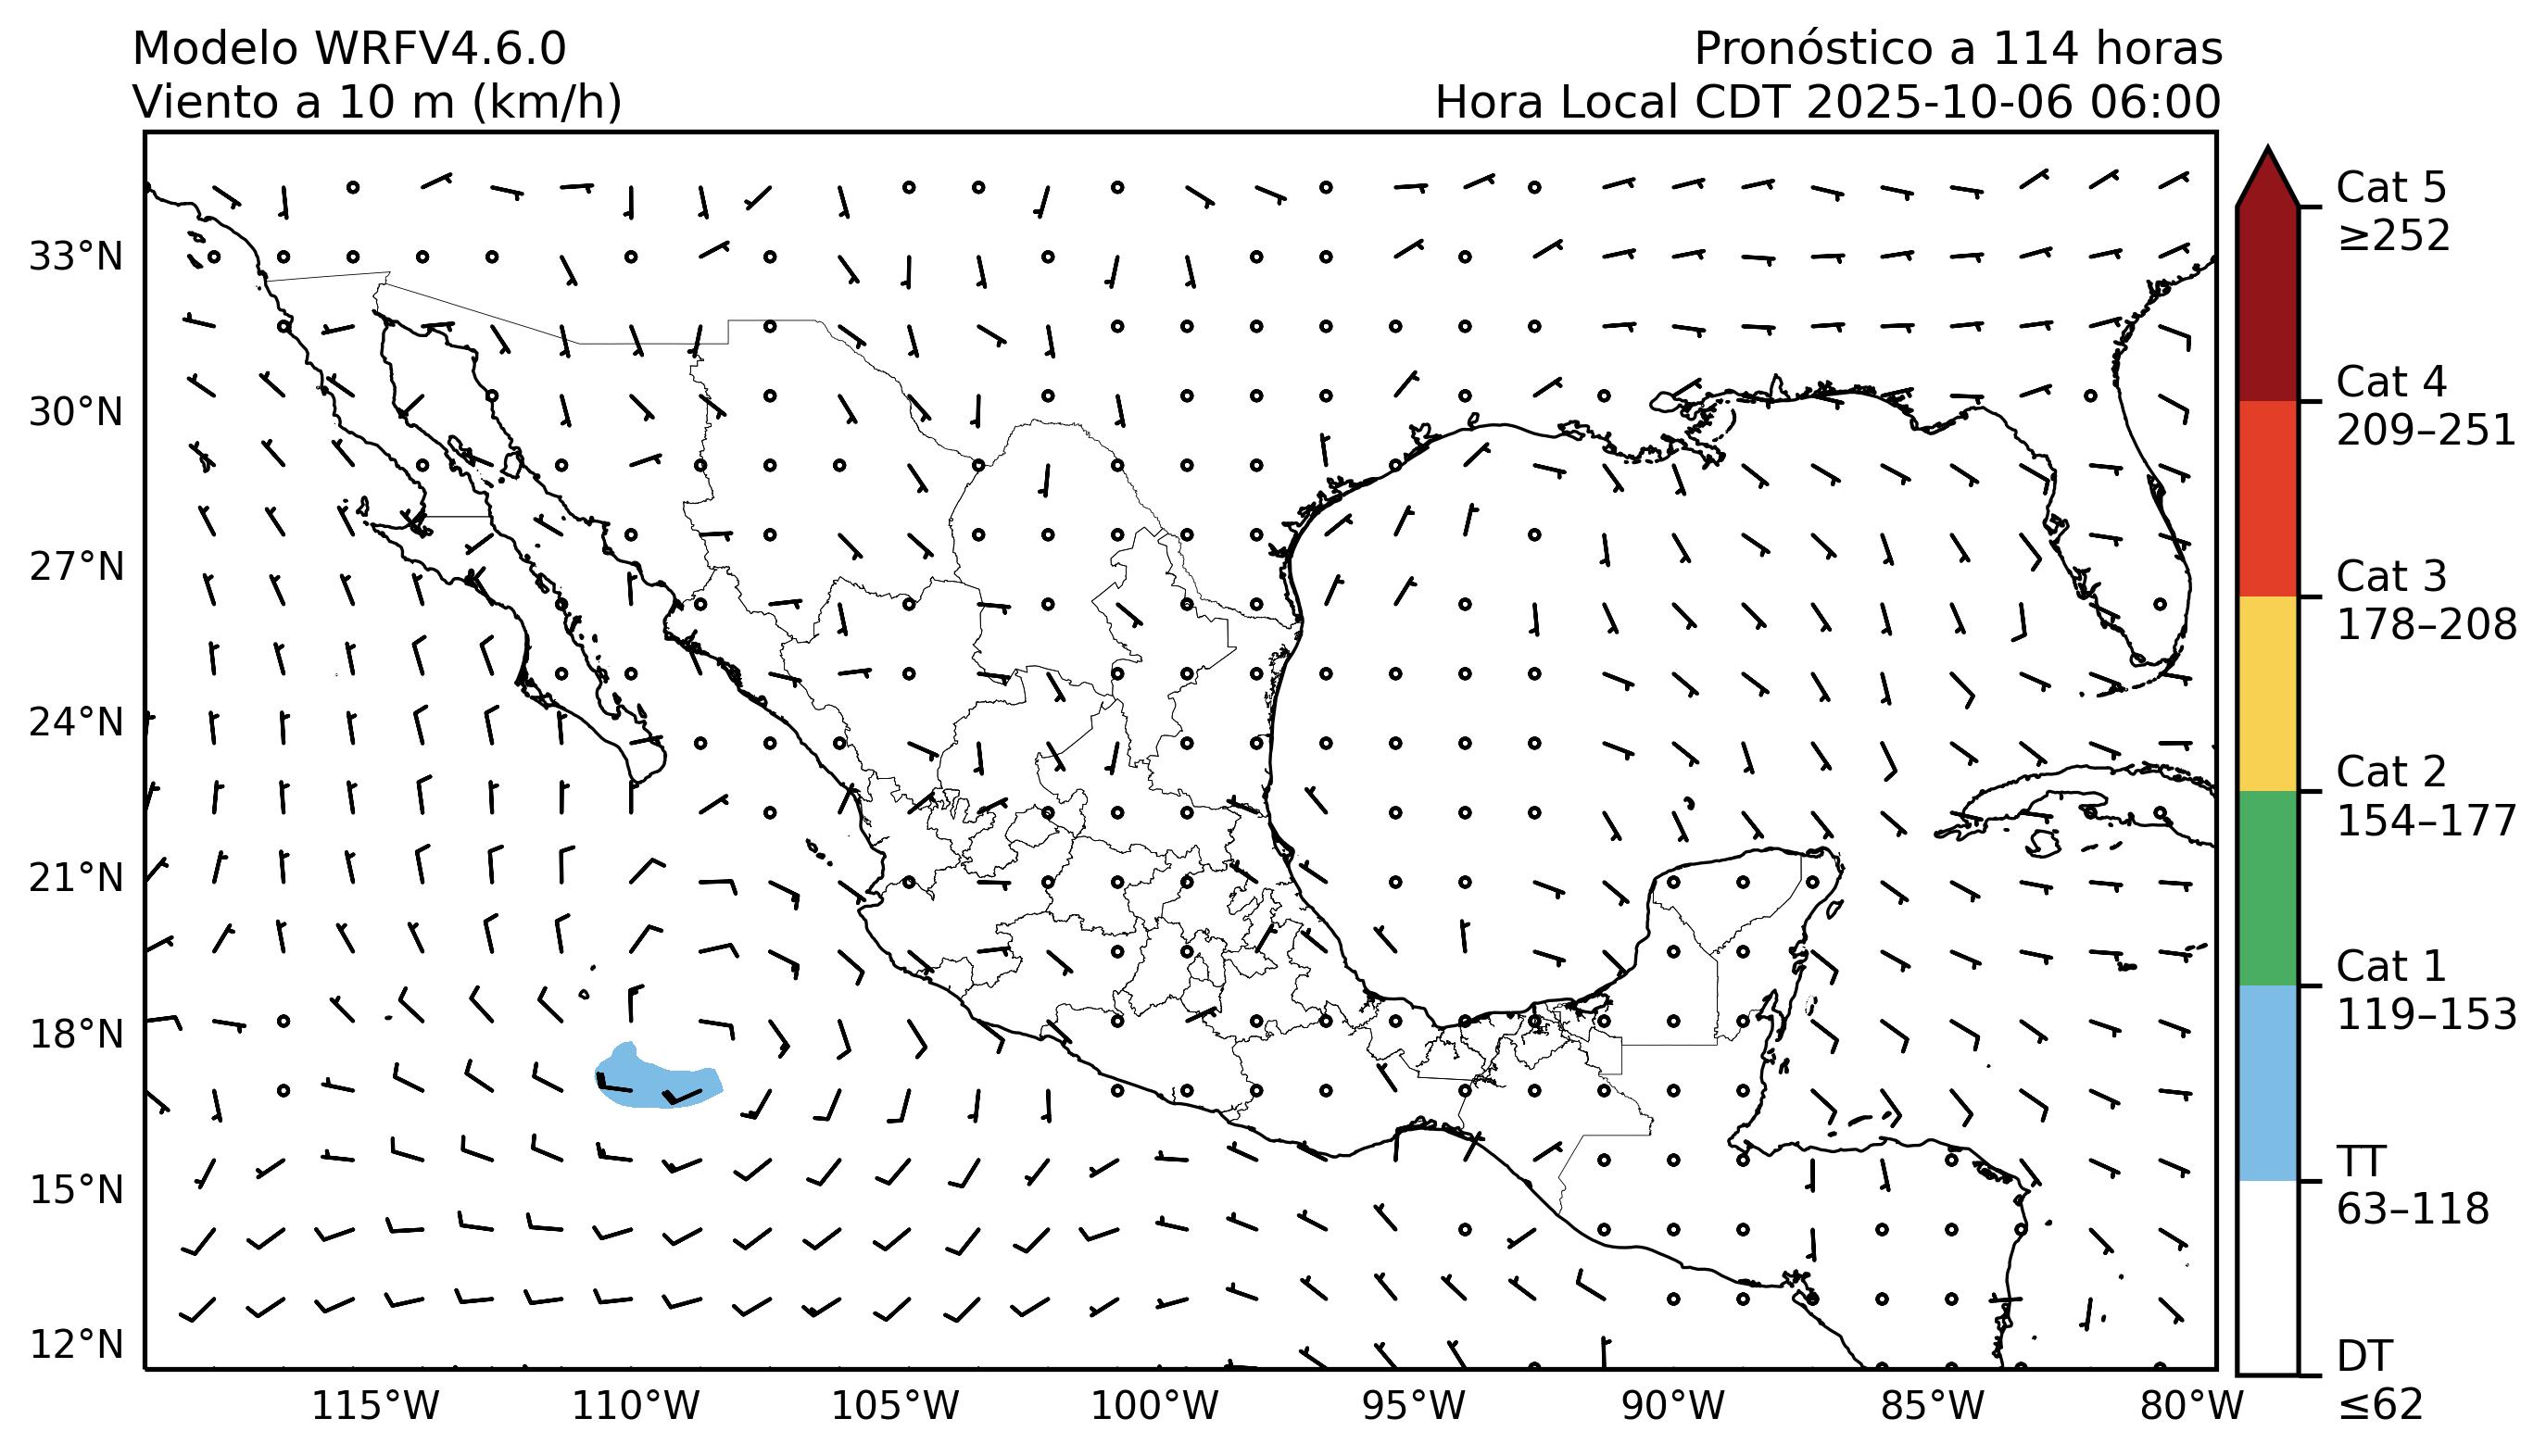 Modelo WRFV4.6.0
Viento a 10 m (km/h)
Pronóstico a 114 horas
Hora Local CDT 2025-10-06 06:00
33°N
30°N
27°N
24°N
21°N
18°N
15°N
12°N
115°W
110°W
105°W
100°W
95°W
90°W
85°W
80°W
Cat 5
≥252
Cat 4
209–251
Cat 3
178–208
Cat 2
154–177
Cat 1
119–153
TT
63–118
DT
≤62